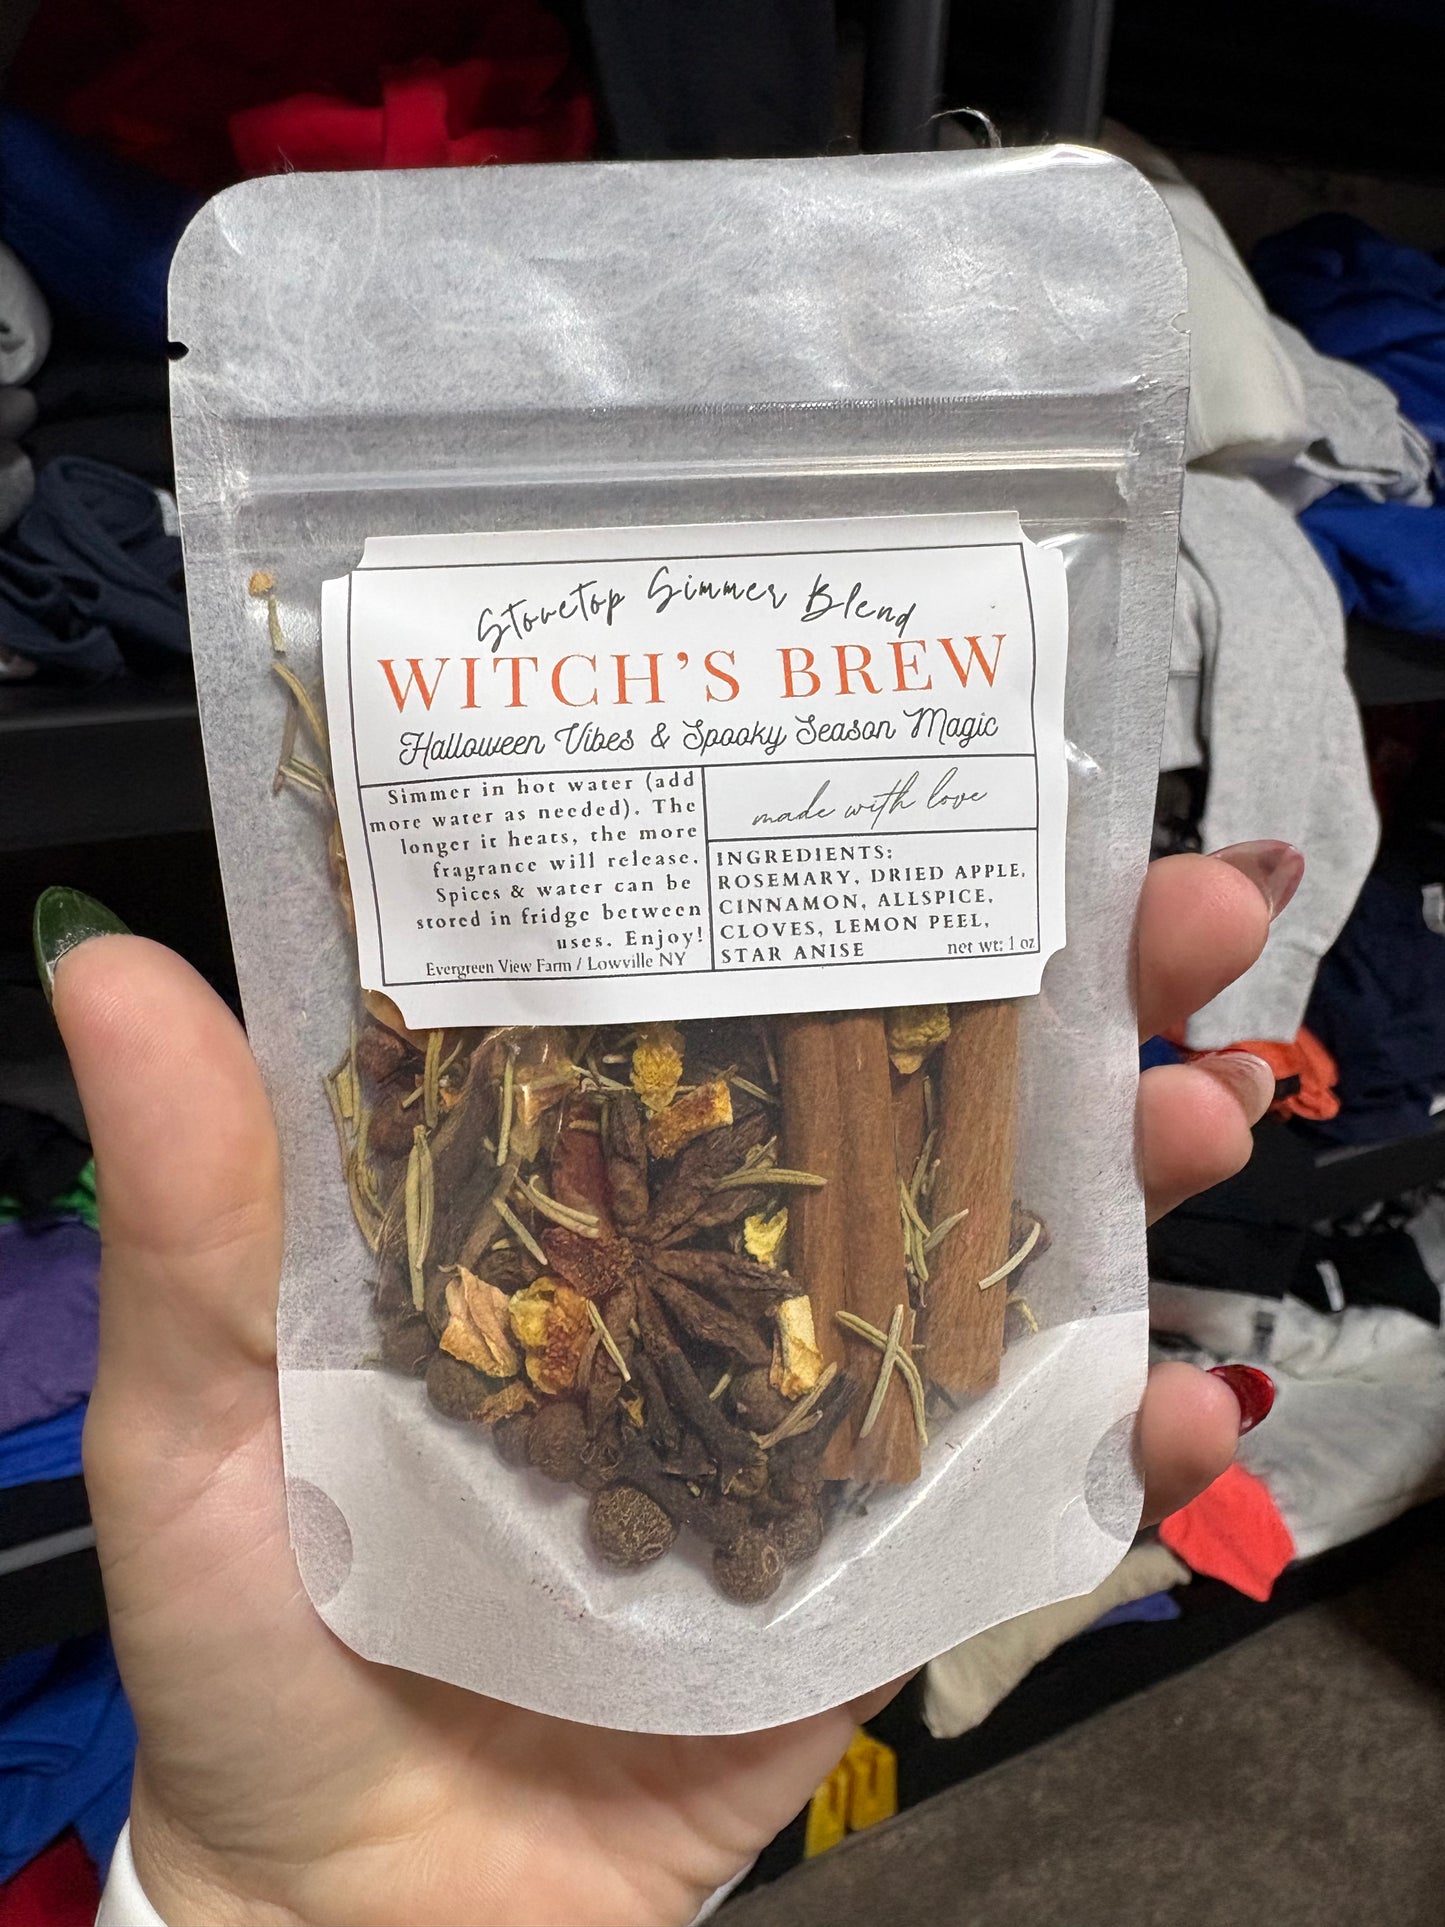 Stovetop Simmer Blend
WITCH'S BREW
Halloween Vibes & Spooky Season Magic
Simmer in hot water (add
more water as needed). The
longer it heats, the more
fragrance will release.
Spices & water can be
stored in fridge between
uses. Enjoy!
Evergreen View Farm / Lowville NY
made with love
INGREDIENTS:
ROSEMARY, DRIED APPLE,
CINNAMON, ALLSPICE,
CLOVES, LEMON PEEL,
STAR ANISE
net wt: 1 oz